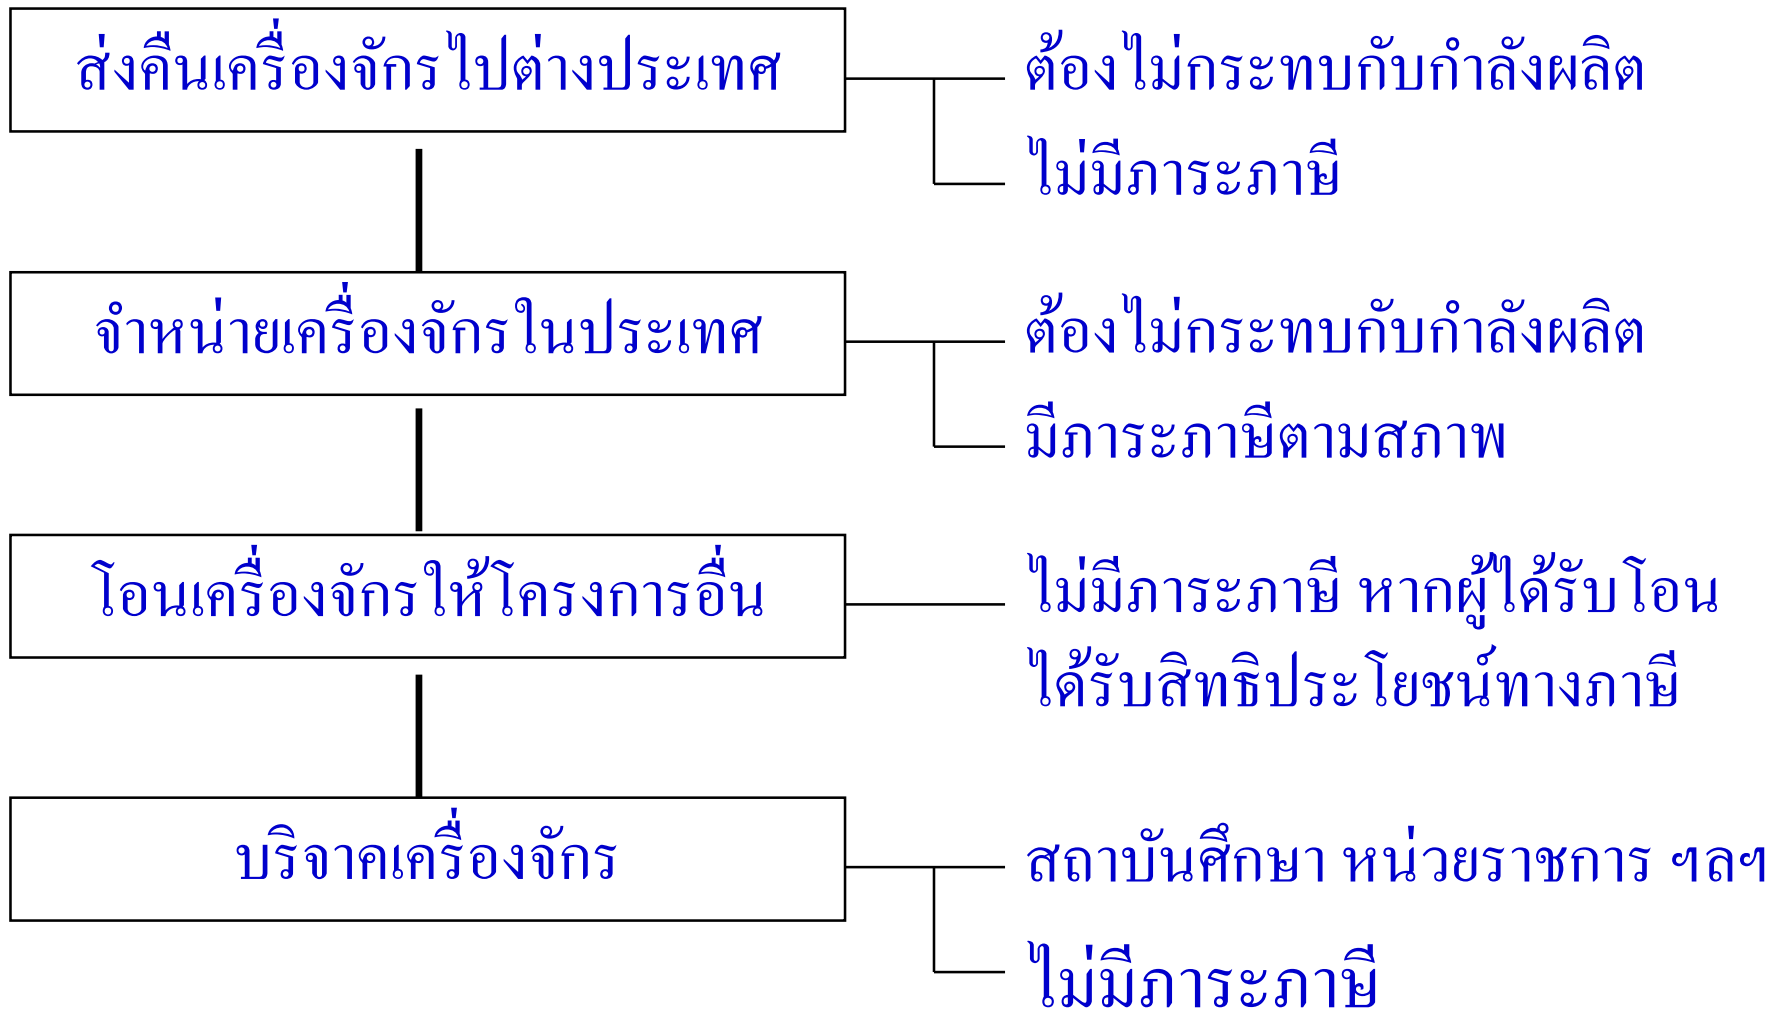 ส่งคืนเครื่องจักรไปต่างประเทศ
ต้องไม่กระทบกับกำลังผลิต
ไม่มีภาระภาษี
จำหน่ายเครื่องจักรในประเทศ
ต้องไม่กระทบกับกำลังผลิต
มีภาระภาษีตามสภาพ
โอนเครื่องจักรให้โครงการอื่น
ไม่มีภาระภาษี หากผู้ได้รับโอน
ได้รับสิทธิประโยชน์ทางภาษี
บริจาคเครื่องจักร
สถาบันศึกษา หน่วยราชการ ฯลฯ
ไม่มีภาระภาษี